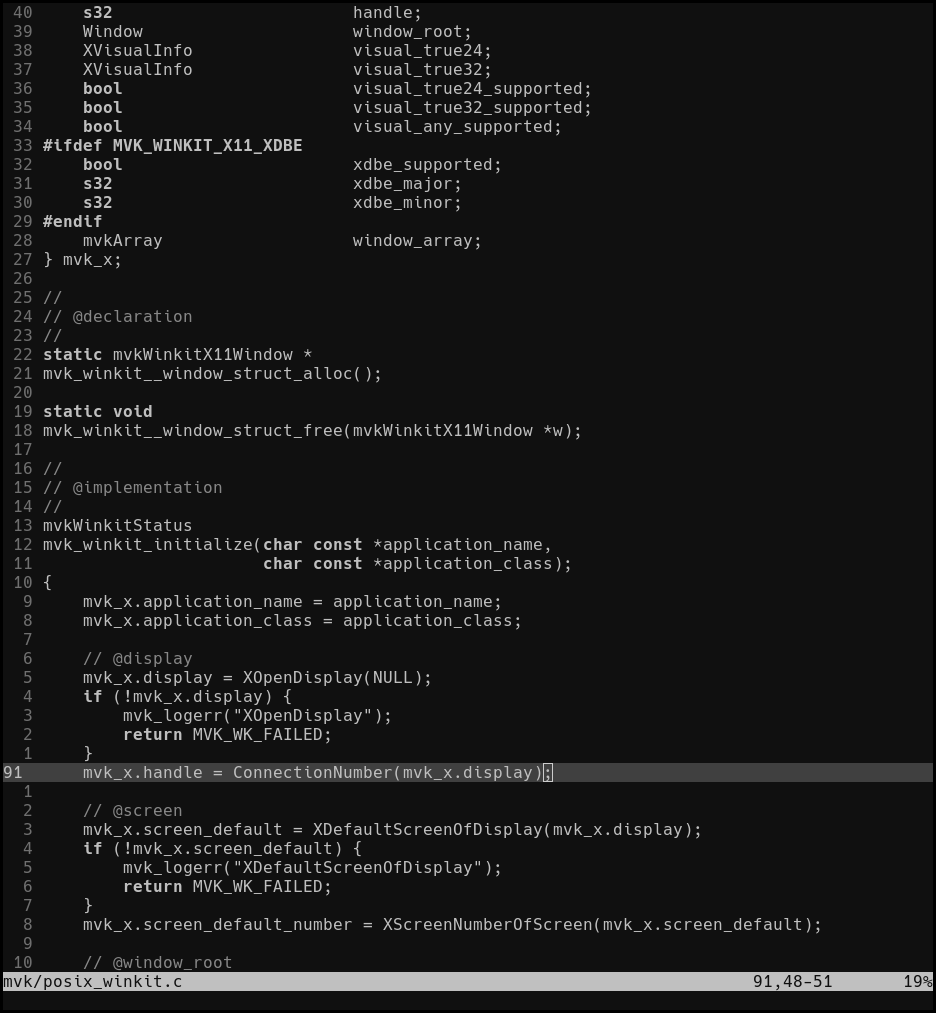 40     s32                        handle;
39     Window                     window_root;
38     XVisualInfo                visual_true24;
37     XVisualInfo                visual_true32;
36     bool                       visual_true24_supported;
35     bool                       visual_true32_supported;
34     bool                       visual_any_supported;
33 #ifdef MVK_WINKIT_X11_XDBE
32     bool                       xdbe_supported;
31     s32                        xdbe_major;
30     s32                        xdbe_minor;
29 #endif
28     mvkArray                   window_array;
27 } mvk_x;
26
25 //
24 // @declaration
23 //
22 static mvkWinkitX11Window *
21 mvk_winkit__window_struct_alloc();
20
19 static void
18 mvk_winkit__window_struct_free(mvkWinkitX11Window *w);
17
16 //
15 // @implementation
14 //
13 mvkWinkitStatus
12 mvk_winkit_initialize(char const *application_name,
11                       char const *application_class);
10 {
 9     mvk_x.application_name = application_name;
 8     mvk_x.application_class = application_class;
 7
 6     // @display
 5     mvk_x.display = XOpenDisplay(NULL);
 4     if (!mvk_x.display) {
 3         mvk_logerr("XOpenDisplay");
 2         return MVK_WK_FAILED;
 1     }
91     mvk_x.handle = ConnectionNumber(mvk_x.display);
 1
 2     // @screen
 3     mvk_x.screen_default = XDefaultScreenOfDisplay(mvk_x.display);
 4     if (!mvk_x.screen_default) {
 5         mvk_logerr("XDefaultScreenOfDisplay");
 6         return MVK_WK_FAILED;
 7     }
 8     mvk_x.screen_default_number = XScreenNumberOfScreen(mvk_x.screen_default);
 9
10     // @window_root
mvk/posix_winkit.c                                                         91,48-51       19%